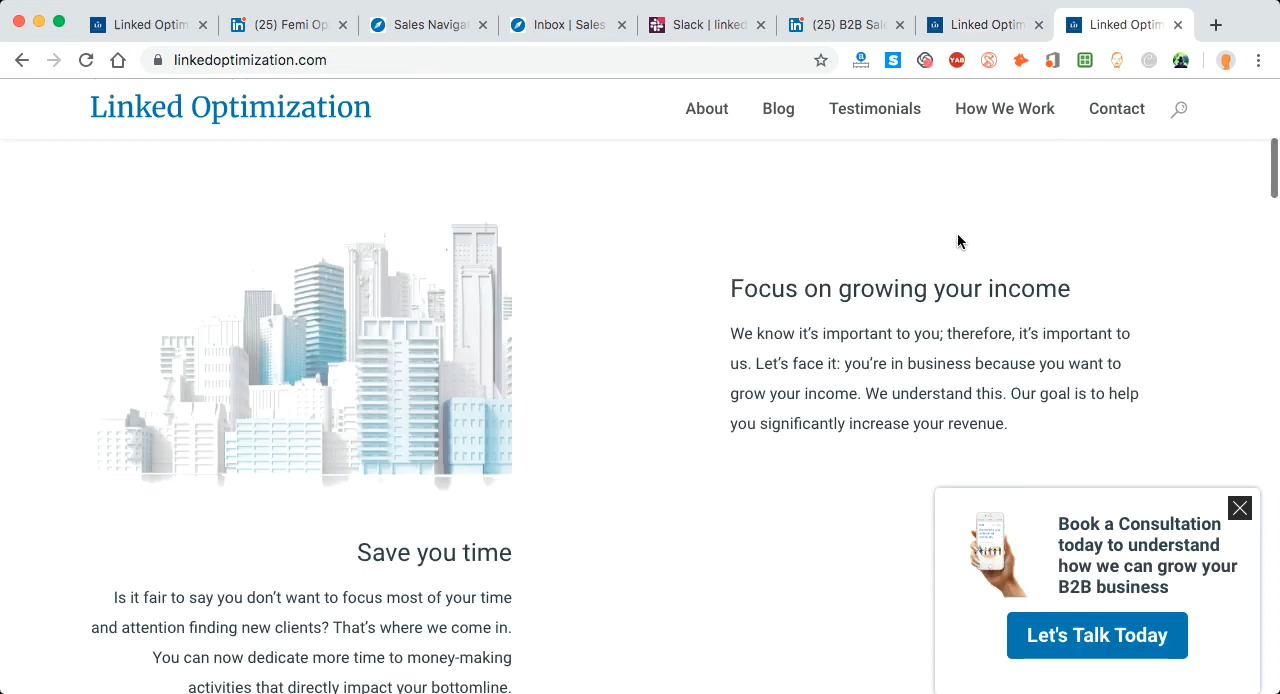 Linked Optim
(25) Femi Op
Sales Navigat
Inbox | Sales
Slack | linked
(25) B2B Sale
Linked Optim
Linked Optim
linkedoptimization.com
YAB
Linked Optimization
About
Blog
Testimonials
How We Work
Contact
Focus on growing your income
We know it’s important to you; therefore, it’s important to
us. Let’s face it: you’re in business because you want to
grow your income. We understand this. Our goal is to help
you significantly increase your revenue.
Save you time
Is it fair to say you don’t want to focus most of your time
and attention finding new clients? That’s where we come in.
You can now dedicate more time to money-making
activities that directly impact your bottomline.
Book a Consultation
today to understand
how we can grow your
B2B business
Let's Talk Today